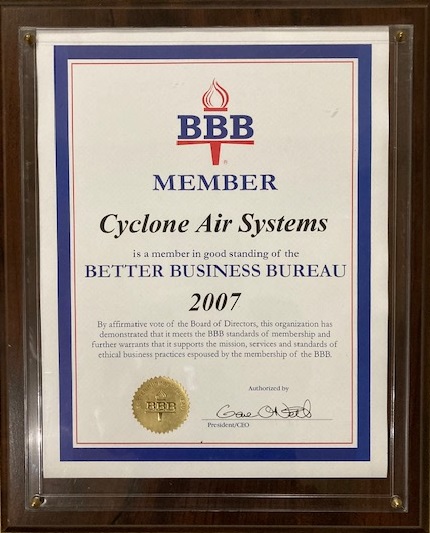 BBB
®
MEMBER
Cyclone Air Systems
is a member in good standing of the
BETTER BUSINESS BUREAU
2007
By affirmative vote of the Board of Directors, this organization has
demonstrated that it meets the BBB standards of membership and
further warrants that it supports the mission, services and standards of
ethical business practices espoused by the membership of the BBB.
Authorized by
President/CEO
BBB